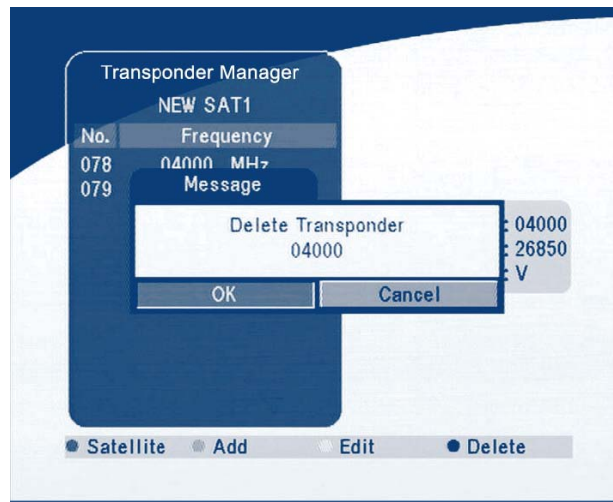 Transponder Manager
NEW SAT1
No. Frequency
078 04000 MHz
079
Message
Delete Transponder
04000
OK Cancel
: 04000
: 26850
: V
Satellite Add Edit Delete